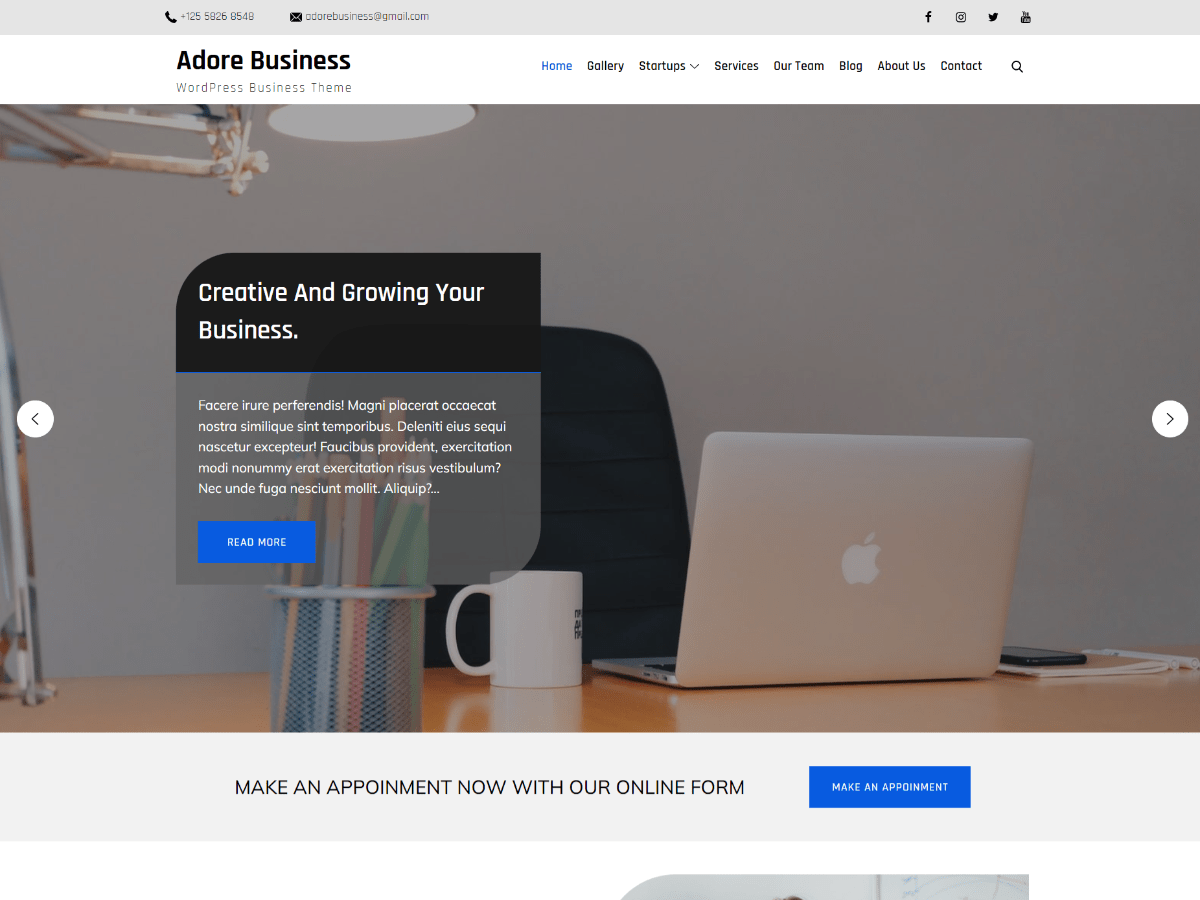 +125 5826 8548 adorebusiness@gmail.com
Adore Business
WordPress Business Theme
Home Gallery Startups Services Our Team Blog About Us Contact
Creative And Growing Your
Business.
Facere irure perferendis! Magni placerat occaecat
nostra similique sint temporibus. Deleniti eius sequi
nascetur excepteur! Faucibus provident, exercitation
modi nonummy erat exercitation risus vestibulum?
Nec unde fuga nesciunt mollit. Aliquip?...
READ MORE
MAKE AN APPOINMENT NOW WITH OUR ONLINE FORM
MAKE AN APPOINMENT